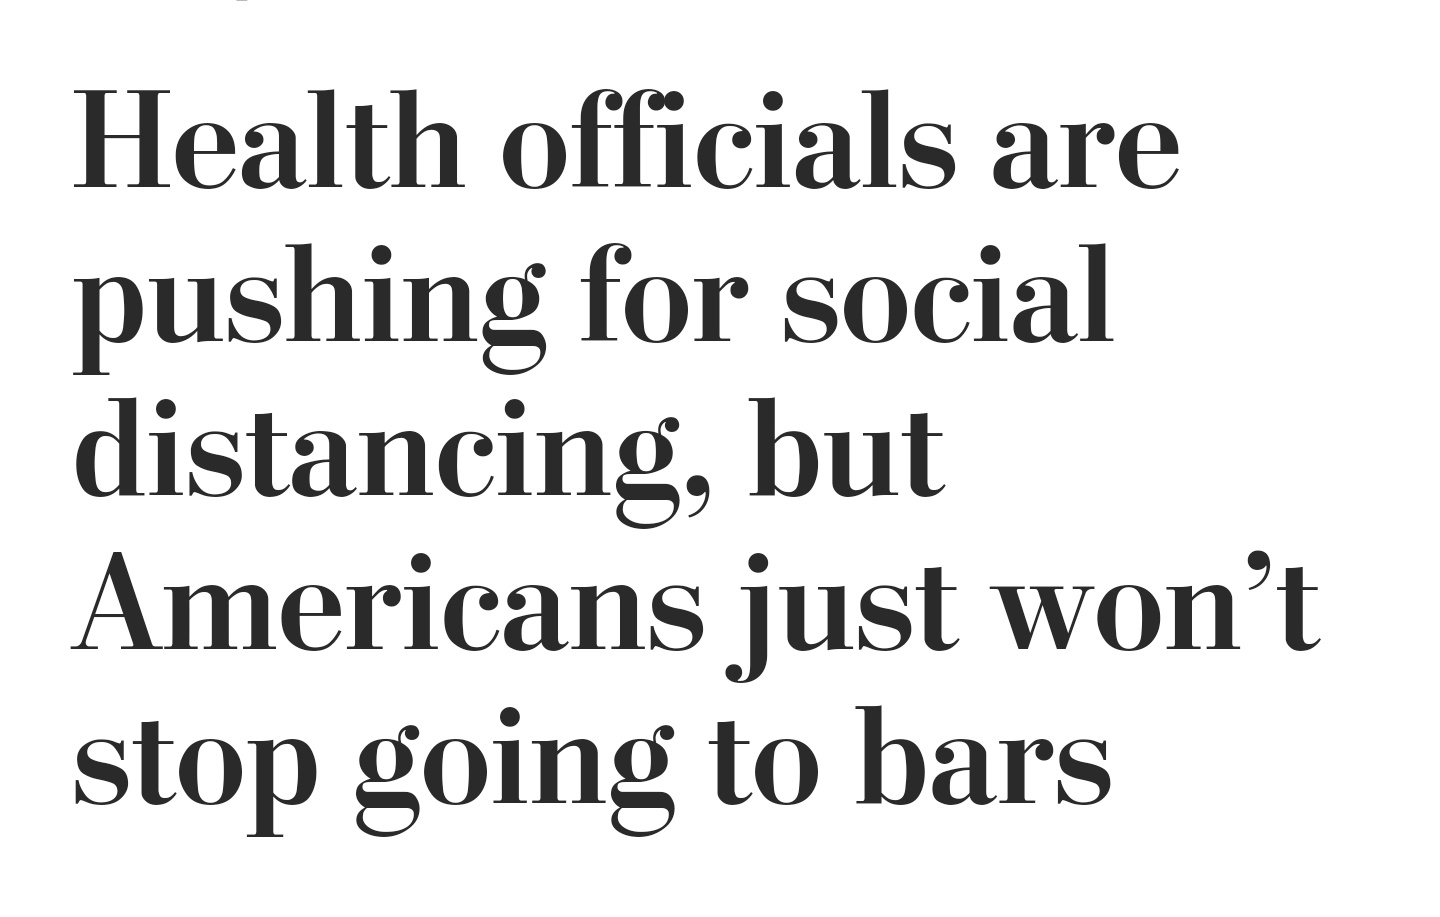 Health officials are
pushing for social
distancing, but
Americans just won’t
stop going to bars